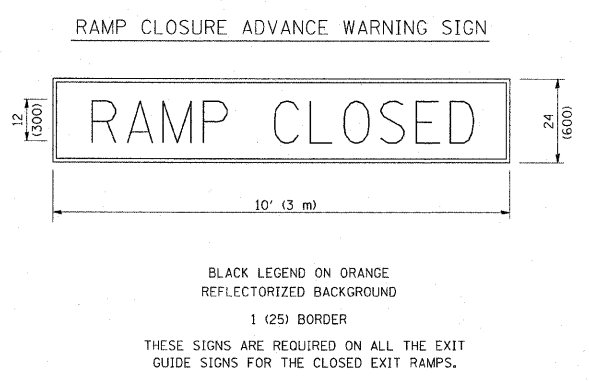 RAMP CLOSURE ADVANCE WARNING SIGN
RAMP CLOSED
12
(300)
24
(600)
10' (3 m)
BLACK LEGEND ON ORANGE
REFLECTORIZED BACKGROUND
1 (25) BORDER
THESE SIGNS ARE REQUIRED ON ALL THE EXIT
GUIDE SIGNS FOR THE CLOSED EXIT RAMPS.